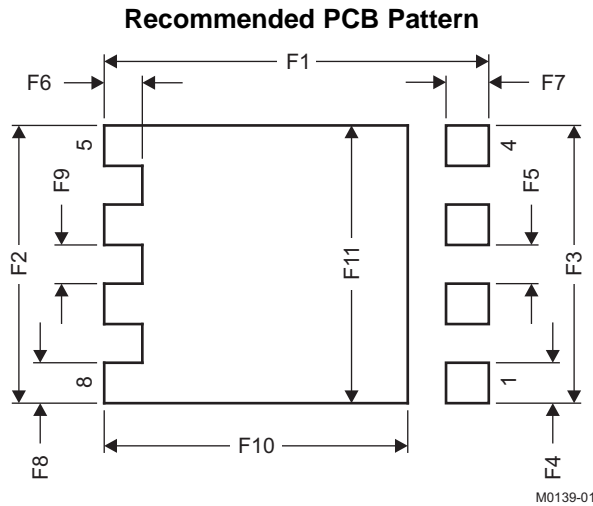 Recommended PCB Pattern
F1
F6
F7
5
4
F9
F5
F2
F11
F3
8
1
F10
F8
F4
M0139-01